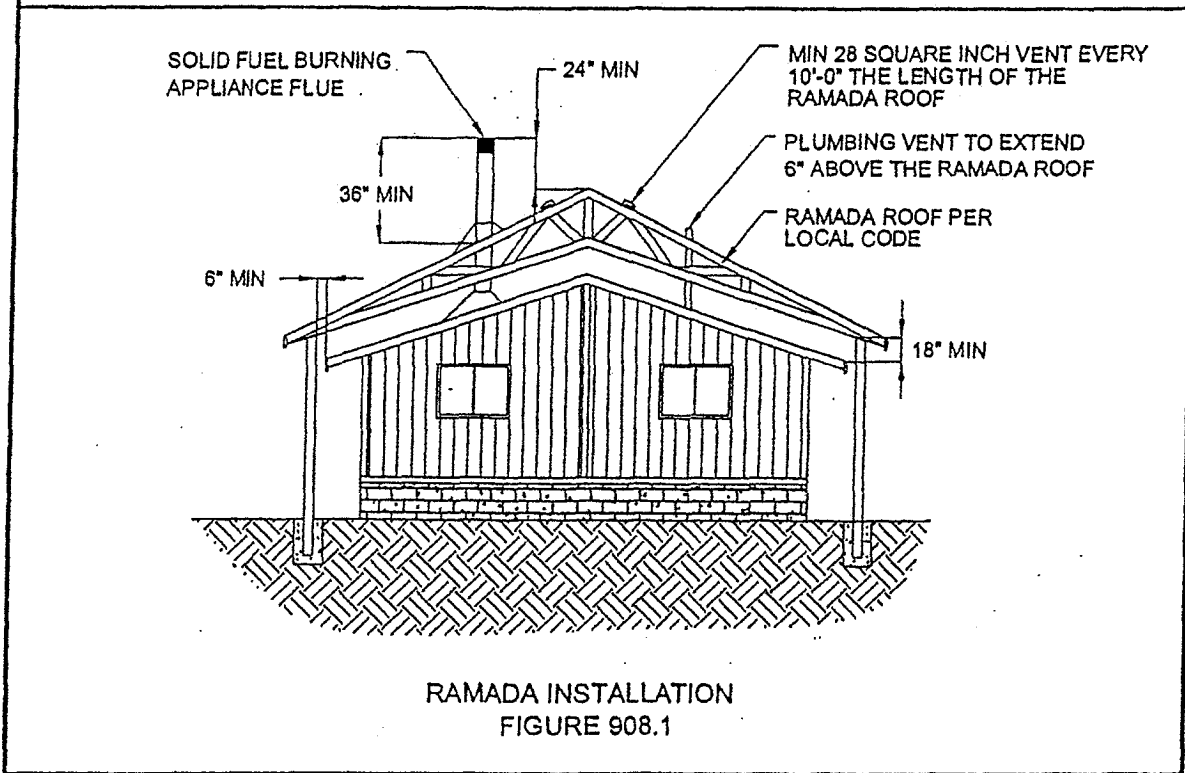 SOLID FUEL BURNING
APPLIANCE FLUE
24" MIN
MIN 28 SQUARE INCH VENT EVERY
10'-0" THE LENGTH OF THE
RAMADA ROOF
PLUMBING VENT TO EXTEND
6" ABOVE THE RAMADA ROOF
36" MIN
RAMADA ROOF PER
LOCAL CODE
6" MIN
18" MIN
RAMADA INSTALLATION
FIGURE 908.1